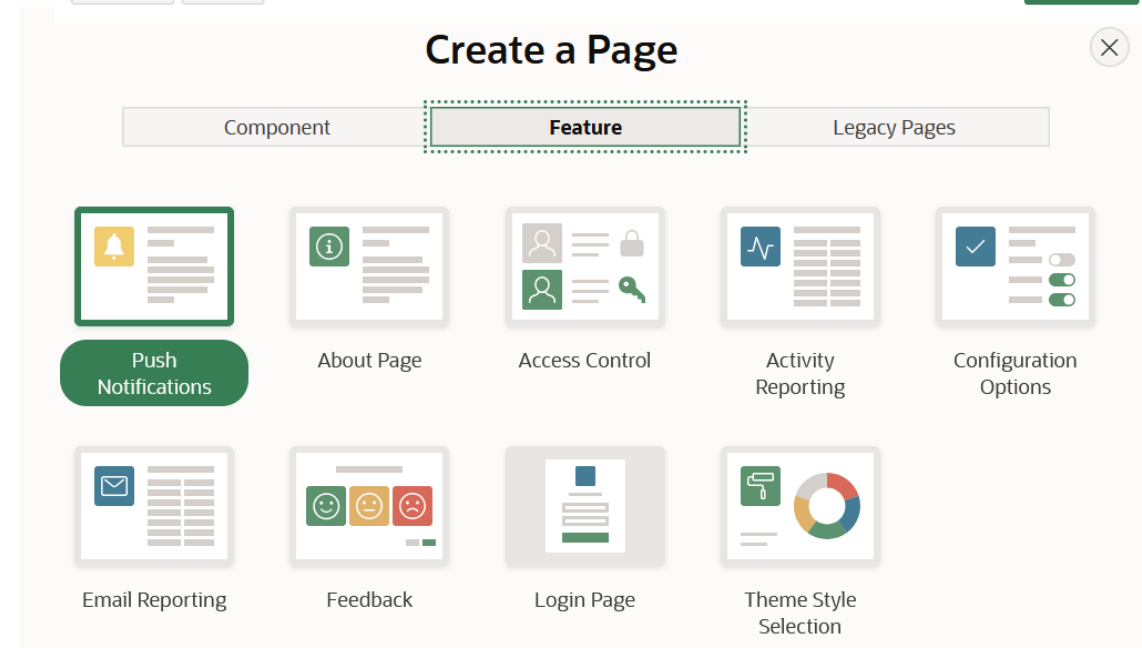 Create a Page
Component Feature Legacy Pages
Push
Notifications
About Page
Access Control
Activity
Reporting
Configuration
Options
Email Reporting
Feedback
Login Page
Theme Style
Selection